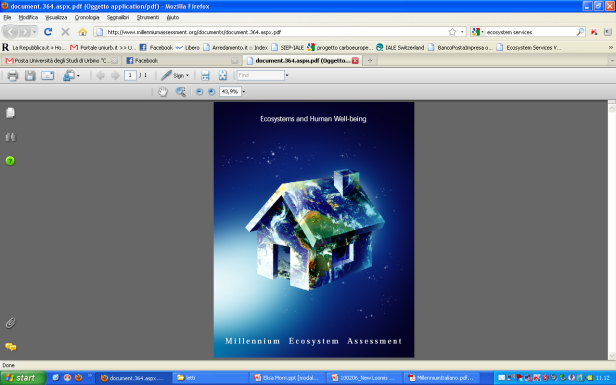 document.364.aspx.pdf (Oggetto application/pdf) - Mozilla Firefox
File Modifica Visualizza Cronologia Segnalibri Strumenti Aiuto
http://www.millenniumassessment.org/documents/document.364.aspx.pdf
ecosystem services
La Repubblica.it » Ho... Portale uniurb.it >> U... Facebook Libero Arredamento.it :: Index SIEP-IALE progetto carboeurope... IALE Switzerland BancoPostaImpresa o... Ecosystem Services V...
Posta Università degli Studi di Urbino "C... Facebook document.364.aspx.pdf (Oggetto...
1 / 1 Sign Find
43,9%
Ecosystems and Human Well-being
Millennium Ecosystem Assessment
Done
start document.364.aspx.... Elisa Morri.ppt [modal... 100206_New Loomis ... MillenniumItaliano.pdf... 11.12